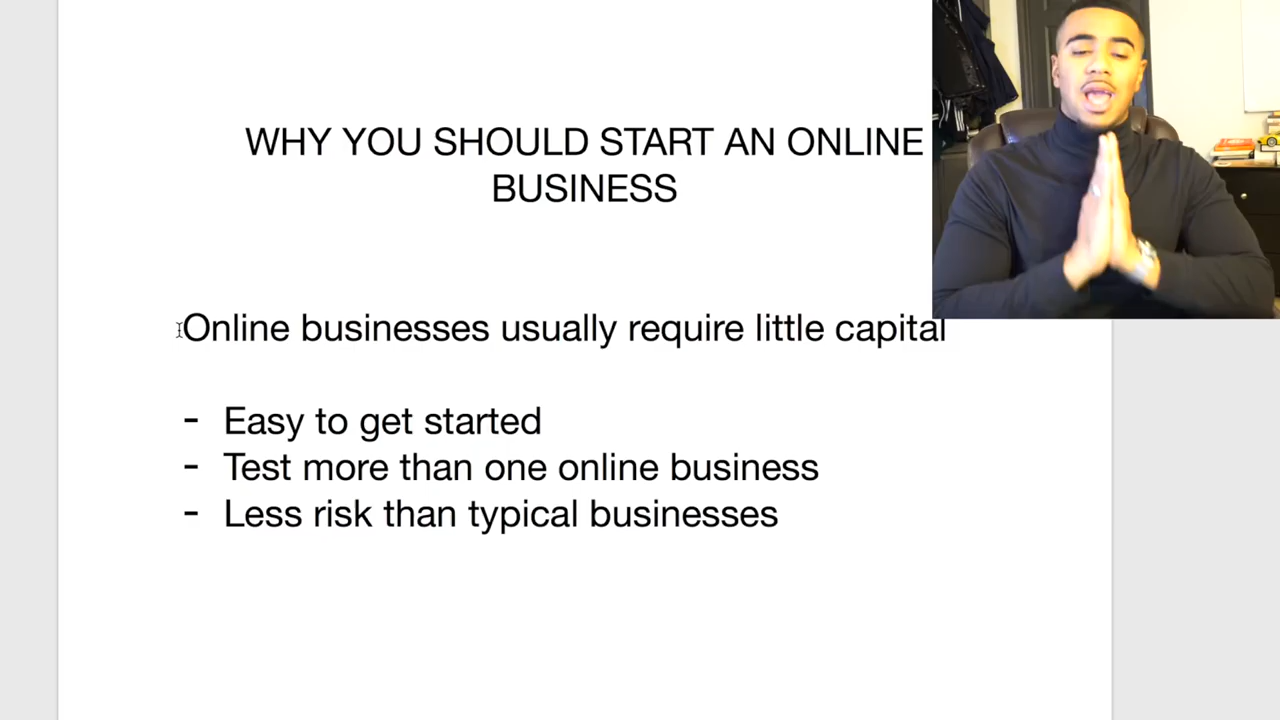 WHY YOU SHOULD START AN ONLINE
BUSINESS
Online businesses usually require little capital
- Easy to get started
- Test more than one online business
- Less risk than typical businesses